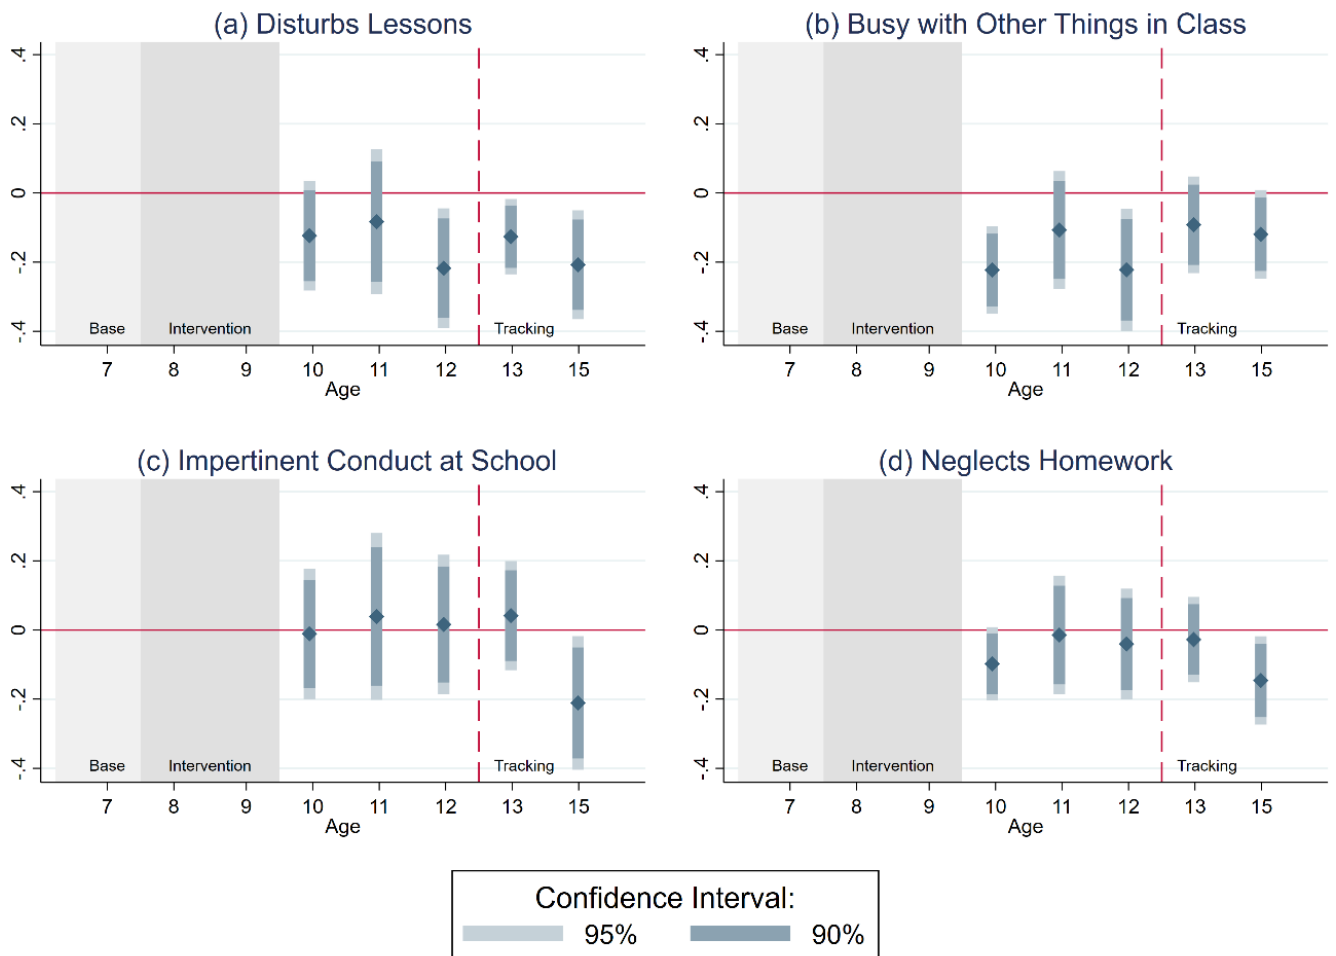 (a) Disturbs Lessons
.4
.2
0
-.2
-.4
Base Intervention Tracking
7 8 9 10 11 12 13 15
Age
(b) Busy with Other Things in Class
.4
.2
0
-.2
-.4
Base Intervention Tracking
7 8 9 10 11 12 13 15
Age
(c) Impertinent Conduct at School
.4
.2
0
-.2
-.4
Base Intervention Tracking
7 8 9 10 11 12 13 15
Age
(d) Neglects Homework
.4
.2
0
-.2
-.4
Base Intervention Tracking
7 8 9 10 11 12 13 15
Age
Confidence Interval:
95% 90%